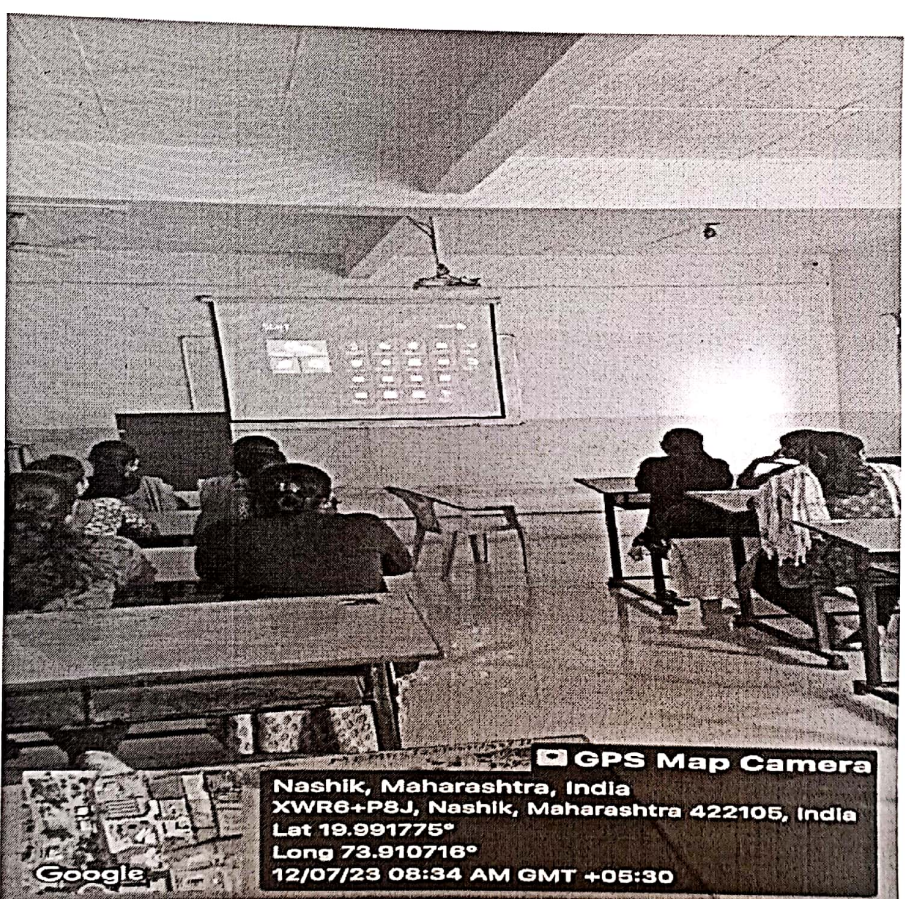 Start
GPS Map Camera
Nashik, Maharashtra, India
XWR6+P8J, Nashik, Maharashtra 422105, India
Lat 19.991775°
Long 73.910716°
12/07/23 08:34 AM GMT +05:30
Google